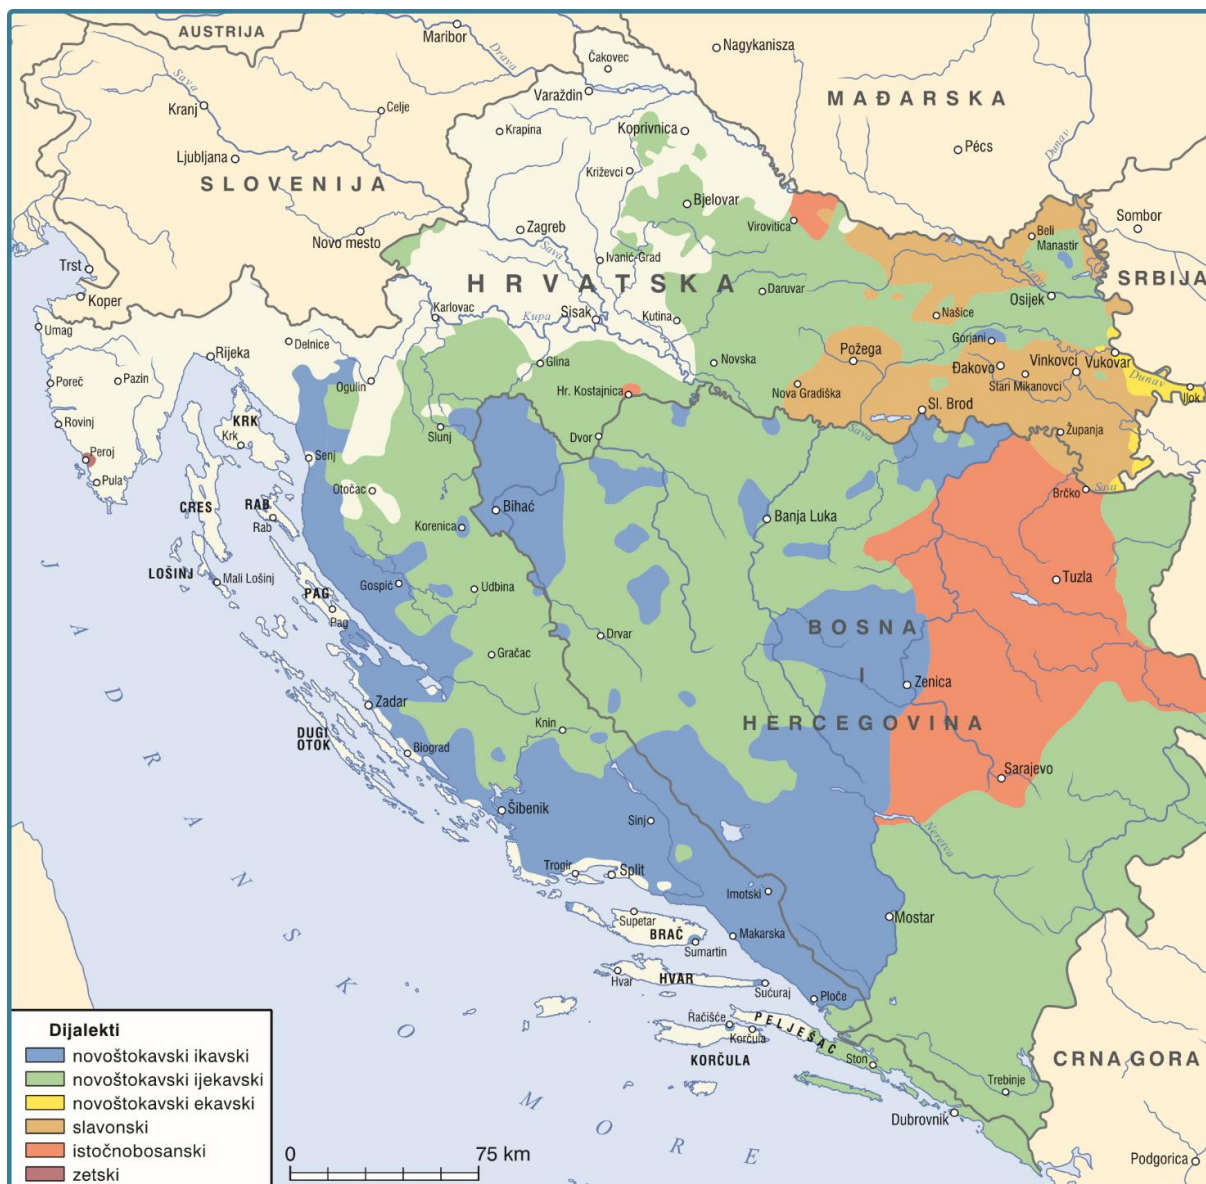 AUSTRIJA
Maribor
Drava
Nagykanisza
Čakovec
Varaždin
Sava
Kranj
Celje
Krapina
Koprivnica
MAĐARSKA
Pécs
Dunav
Ljubljana
SLOVENIJA
Križevci
Bjelovar
Virovitica
Sombor
Novo mesto
Zagreb
Sava
Ivanić-Grad
Beli
Manastir
Drava
SRBIJA
Trst
Koper
HRVATSKA
Daruvar
Osijek
Umag
Karlovac
Kupa
Sisak
Kutina
Našice
Delnice
Rijeka
Glina
Novska
Požega
Gorjani
Vinkovci
Vukovar
Đakovo
Stari Mikanovci
Dunav
Ilok
Poreč
Pazin
Ogulin
Hr. Kostajnica
Nova Gradiška
Sl. Brod
Rovinj
KRK
Krk
Slunj
Dvor
Sava
Županja
Peroj
Pula
Senj
Otočac
Brčko
Sava
CRES
RAB
Rab
Bihać
Korenica
Banja Luka
LOŠINJ
Mali Lošinj
PAG
Pag
Gospić
Udbina
Tuzla
Drvar
BOSNA
I
HERCEGOVINA
Gračac
Zenica
Zadar
DUGI
OTOK
Knin
Biograd
Sarajevo
Šibenik
Sinj
Neretva
Trogir
Split
Imotski
Supetar
BRAČ
Sumartin
Makarska
Mostar
Hvar
HVAR
Sućuraj
Ploče
Račišće
Korčula
PELJEŠAC
KORČULA
Ston
Trebinje
Dubrovnik
CRNA GORA
Podgorica
JADRANSKO MORE
Dijalekti
novoštokavski ikavski
novoštokavski ijekavski
novoštokavski ekavski
slavonski
istočnobosanski
zetski
0 75 km